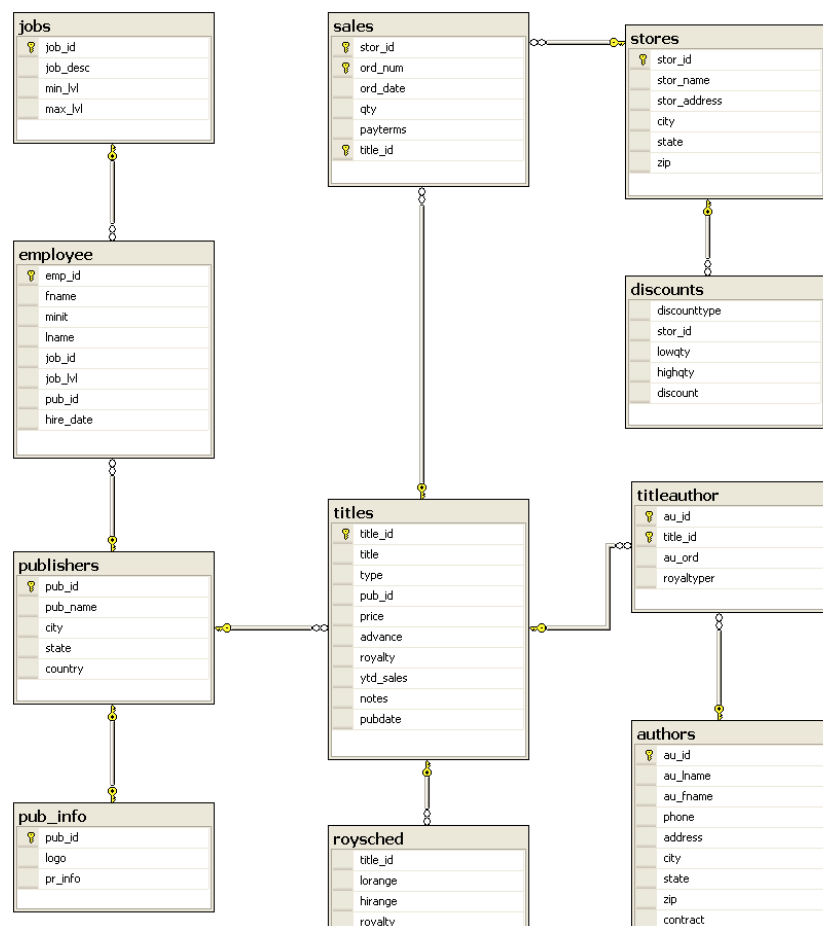 jobs
job_id
job_desc
min_lvl
max_lvl
sales
stor_id
ord_num
ord_date
qty
payterms
title_id
stores
stor_id
stor_name
stor_address
city
state
zip
employee
emp_id
fname
minit
lname
job_id
job_lvl
pub_id
hire_date
discounts
discounttype
stor_id
lowqty
highqty
discount
titles
title_id
title
type
pub_id
price
advance
royalty
ytd_sales
notes
pubdate
titleauthor
au_id
title_id
au_ord
royaltyper
publishers
pub_id
pub_name
city
state
country
authors
au_id
au_lname
au_fname
phone
address
city
state
zip
contract
pub_info
pub_id
logo
pr_info
roysched
title_id
lorange
hirange
royalty